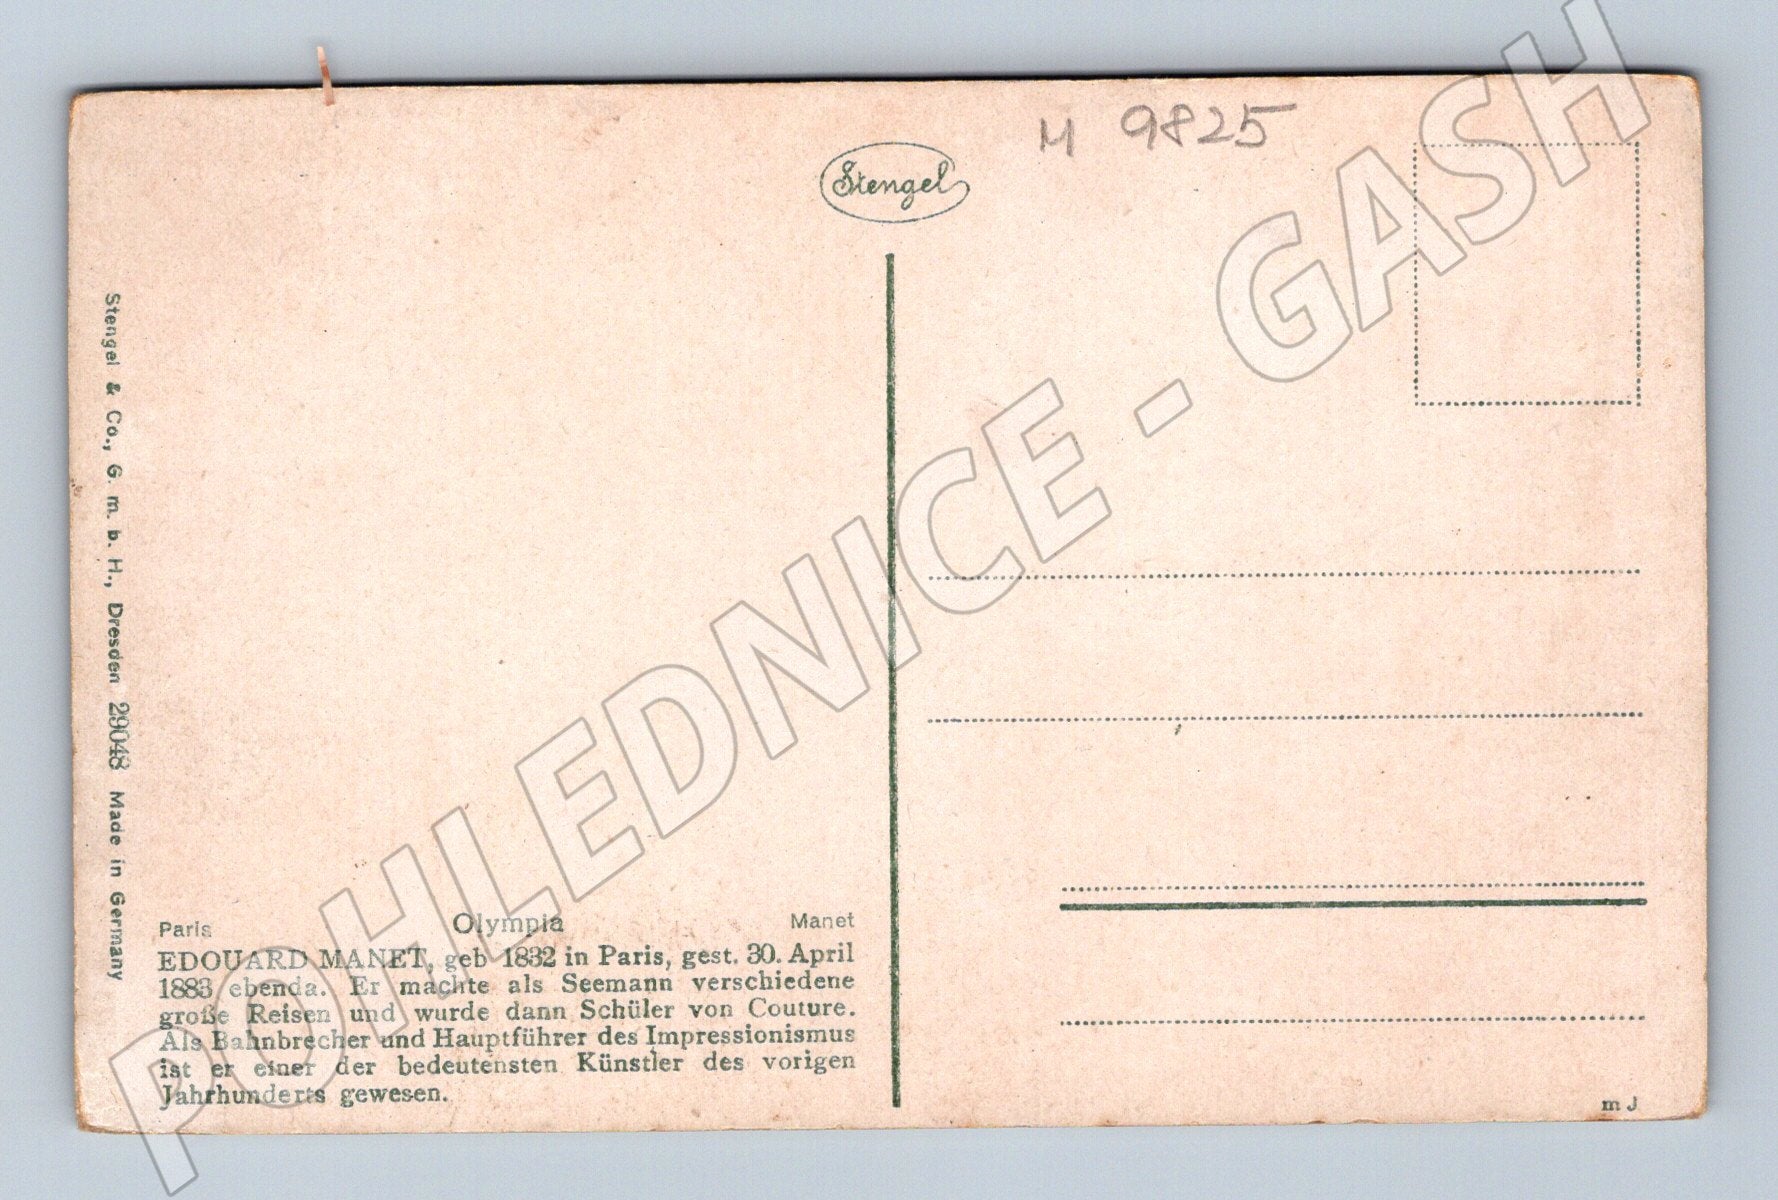 M 9825
Stengel
Stengel & Co., G. m. b. H., Dresden 29048 Made in Germany
Paris Olympia Manet
EDOUARD MANET, geb 1832 in Paris, gest. 30. April
1883 ebenda. Er machte als Seemann verschiedene
große Reisen und wurde dann Schüler von Couture.
Als Bahnbrecher und Hauptführer des Impressionismus
ist er einer der bedeutensten Künstler des vorigen
Jahrhunderts gewesen.
m J
POHLEDNICE - GASH